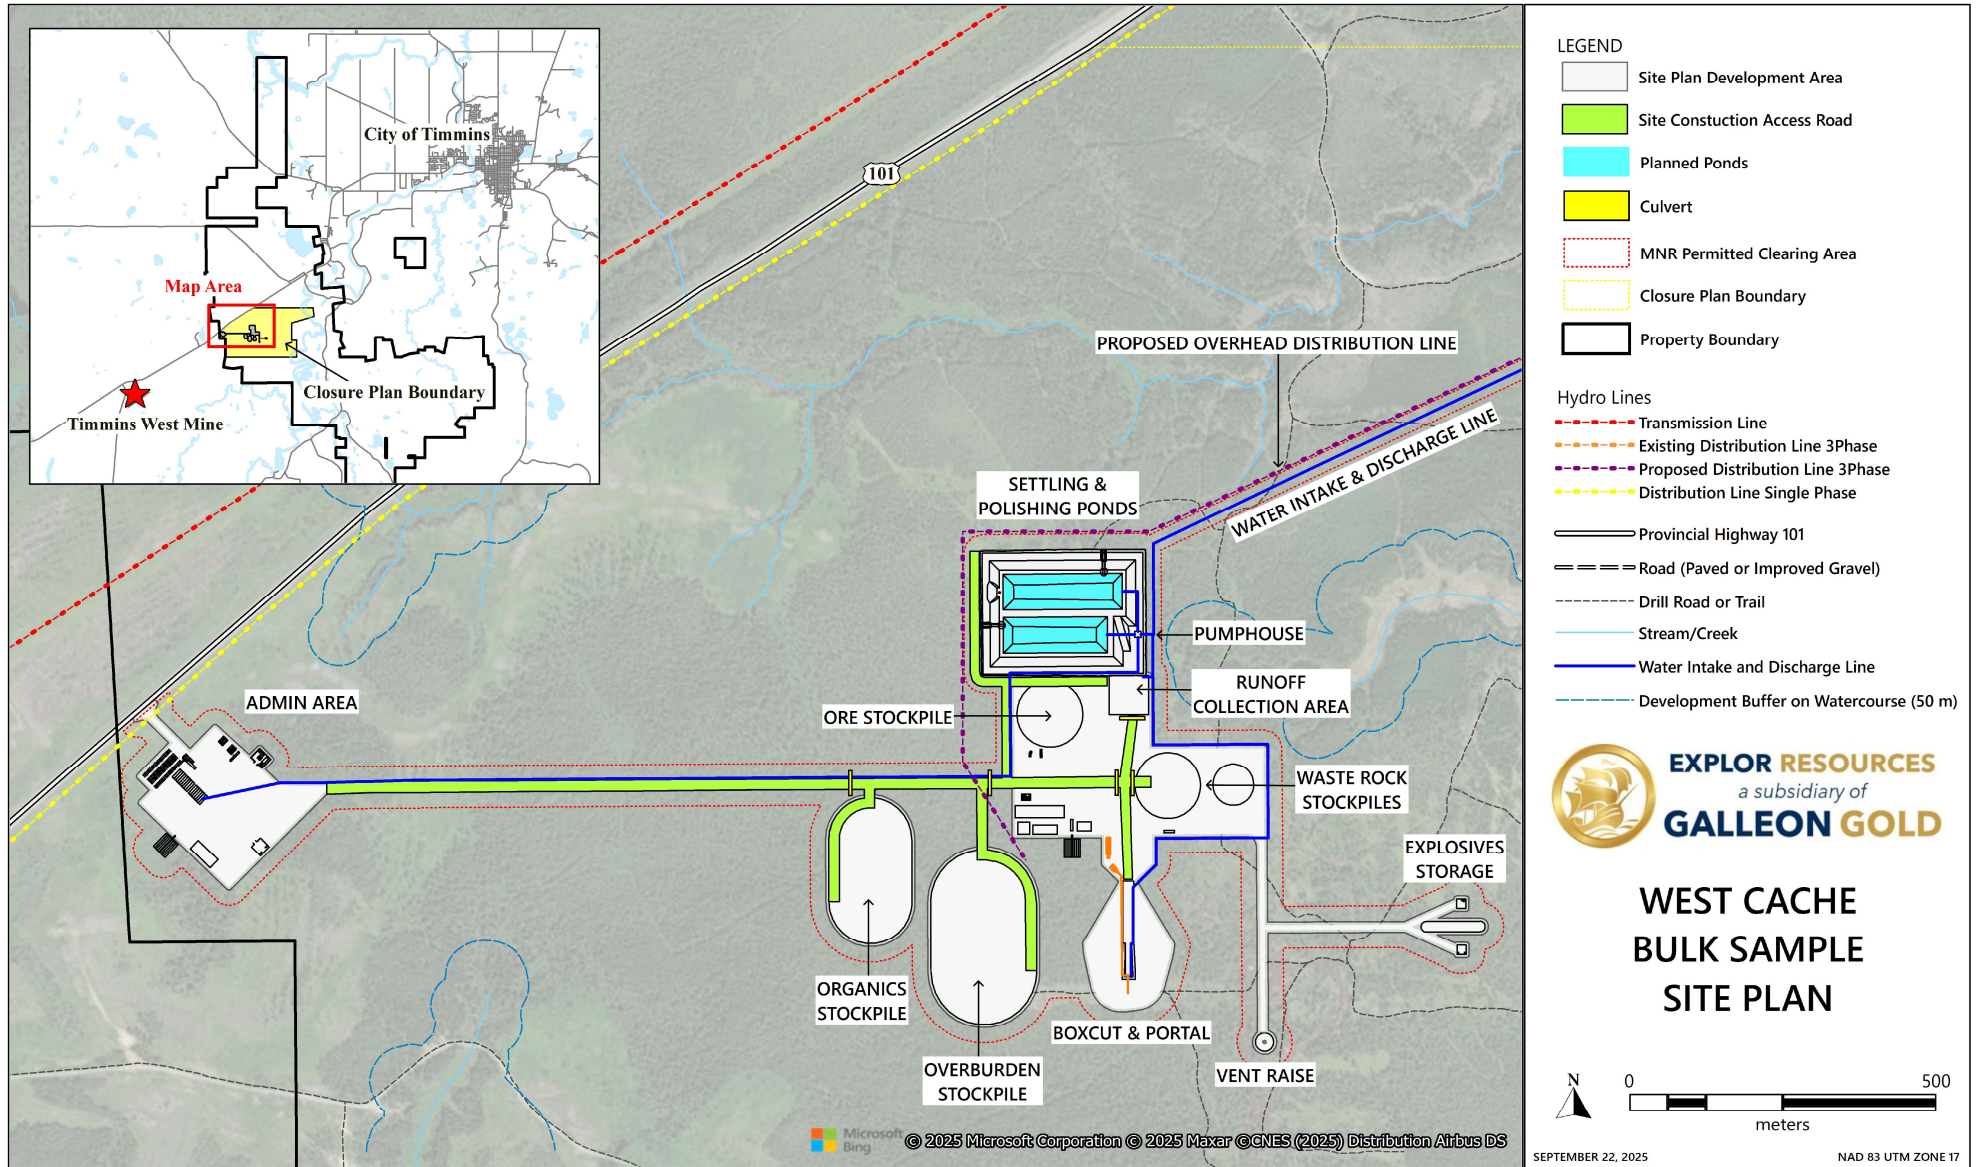 City of Timmins
Map Area
Closure Plan Boundary
Timmins West Mine
101
PROPOSED OVERHEAD DISTRIBUTION LINE
WATER INTAKE & DISCHARGE LINE
SETTLING &
POLISHING PONDS
PUMPHOUSE
RUNOFF
COLLECTION AREA
ADMIN AREA
ORE STOCKPILE
WASTE ROCK
STOCKPILES
EXPLOSIVES
STORAGE
ORGANICS
STOCKPILE
OVERBURDEN
STOCKPILE
BOXCUT & PORTAL
VENT RAISE
Microsoft
Bing
© 2025 Microsoft Corporation © 2025 Maxar ©CNES (2025) Distribution Airbus DS
LEGEND
Site Plan Development Area
Site Constuction Access Road
Planned Ponds
Culvert
MNR Permitted Clearing Area
Closure Plan Boundary
Property Boundary
Hydro Lines
Transmission Line
Existing Distribution Line 3Phase
Proposed Distribution Line 3Phase
Distribution Line Single Phase
Provincial Highway 101
Road (Paved or Improved Gravel)
Drill Road or Trail
Stream/Creek
Water Intake and Discharge Line
Development Buffer on Watercourse (50 m)
EXPLOR RESOURCES
a subsidiary of
GALLEON GOLD
WEST CACHE
BULK SAMPLE
SITE PLAN
N
0 500
meters
SEPTEMBER 22, 2025 NAD 83 UTM ZONE 17